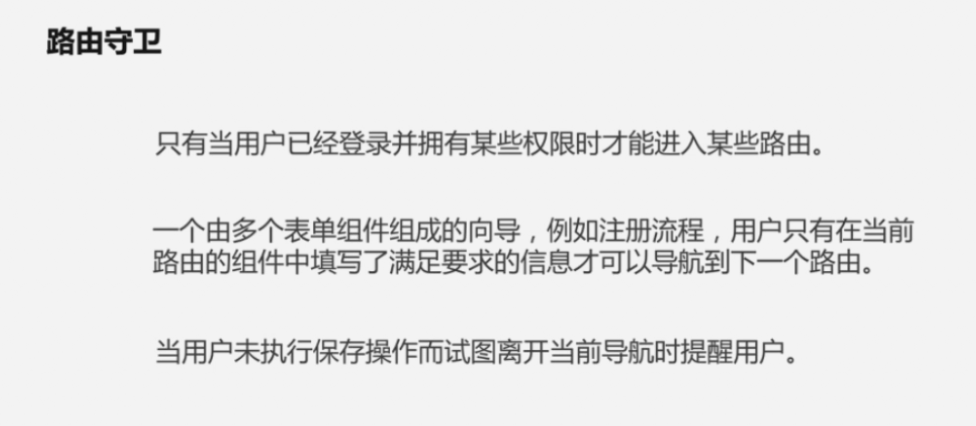 路由守卫
只有当用户已经登录并拥有某些权限时才能进入某些路由。
一个由多个表单组件组成的向导，例如注册流程，用户只有在当前
路由的组件中填写了满足要求的信息才可以导航到下一个路由。
当用户未执行保存操作而试图离开当前导航时提醒用户。